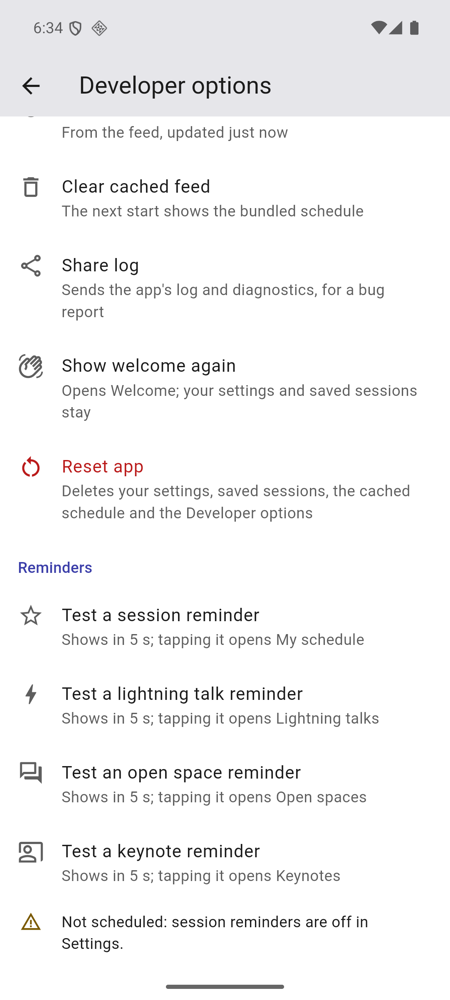 6:34
Developer options
From the feed, updated just now
Clear cached feed
The next start shows the bundled schedule
Share log
Sends the app's log and diagnostics, for a bug
report
Show welcome again
Opens Welcome; your settings and saved sessions
stay
Reset app
Deletes your settings, saved sessions, the cached
schedule and the Developer options
Reminders
Test a session reminder
Shows in 5 s; tapping it opens My schedule
Test a lightning talk reminder
Shows in 5 s; tapping it opens Lightning talks
Test an open space reminder
Shows in 5 s; tapping it opens Open spaces
Test a keynote reminder
Shows in 5 s; tapping it opens Keynotes
Not scheduled: session reminders are off in
Settings.